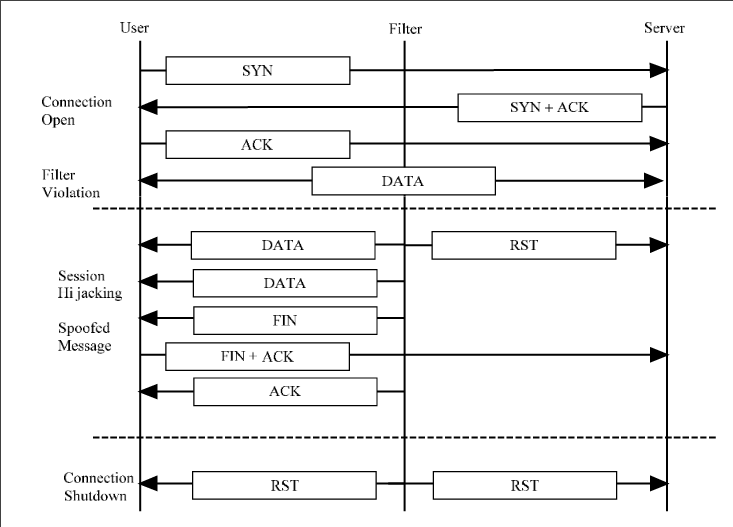 User Filter Server
SYN
Connection
Open
SYN + ACK
ACK
Filter
Violation
DATA
DATA RST
Session
Hi jacking
DATA
FIN
Spoofed
Message
FIN + ACK
ACK
Connection
Shutdown
RST RST